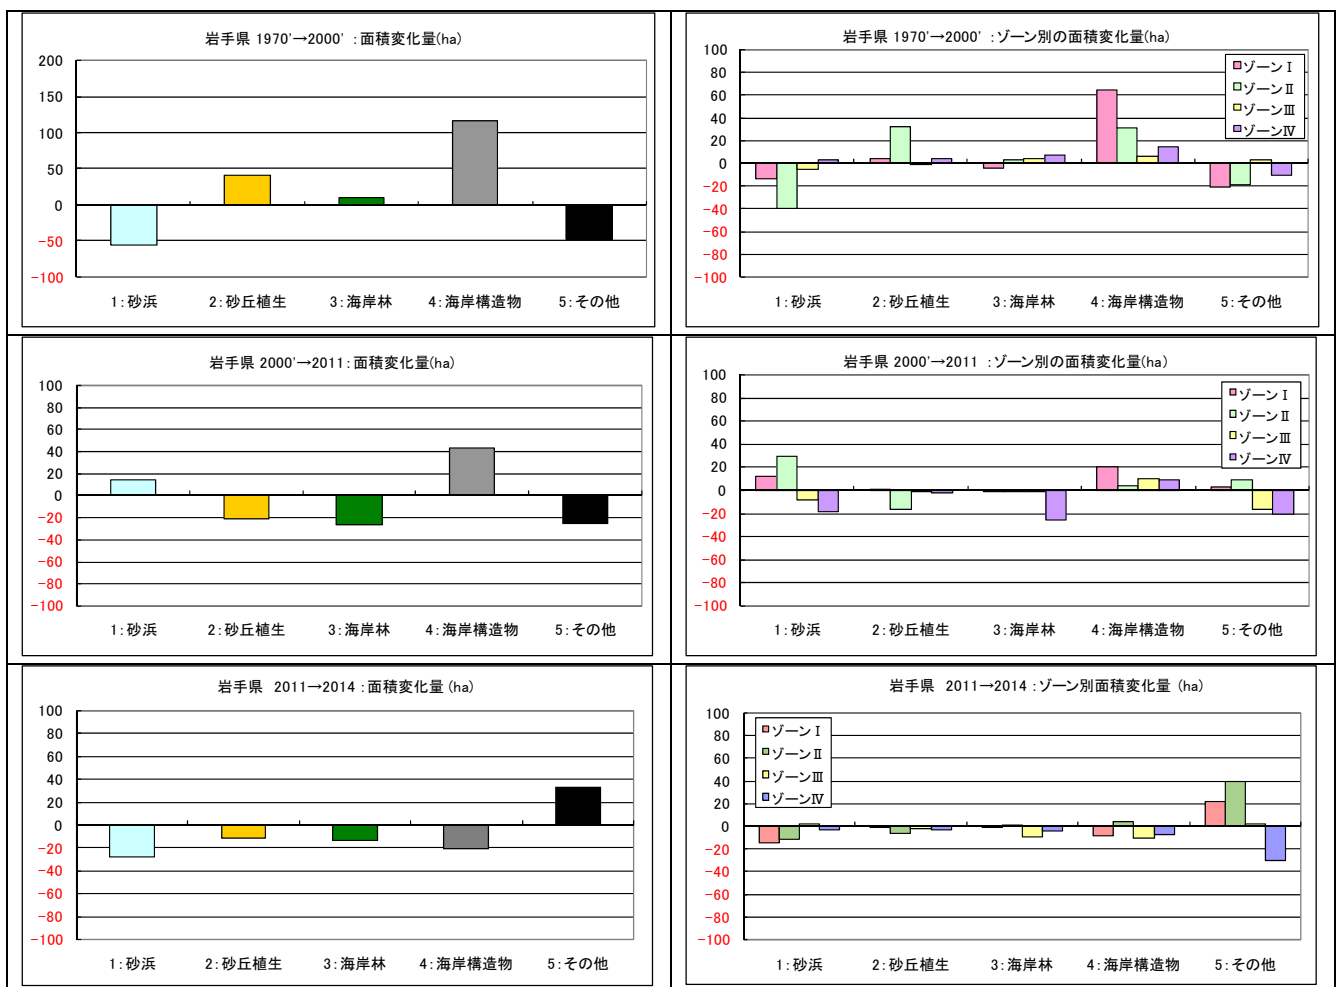 岩手県 1970'→2000' :面積変化量(ha)
200
150
100
50
0
-50
-100
1:砂浜 2:砂丘植生 3:海岸林 4:海岸構造物 5:その他
岩手県 1970'→2000' :ゾーン別の面積変化量(ha)
100
80
60
40
20
0
-20
-40
-60
-80
-100
ゾーンⅠ
ゾーンⅡ
ゾーンⅢ
ゾーンⅣ
1:砂浜 2:砂丘植生 3:海岸林 4:海岸構造物 5:その他
岩手県 2000'→2011:面積変化量(ha)
100
80
60
40
20
0
-20
-40
-60
-80
-100
1:砂浜 2:砂丘植生 3:海岸林 4:海岸構造物 5:その他
岩手県 2000'→2011 :ゾーン別の面積変化量(ha)
100
80
60
40
20
0
-20
-40
-60
-80
-100
ゾーンⅠ
ゾーンⅡ
ゾーンⅢ
ゾーンⅣ
1:砂浜 2:砂丘植生 3:海岸林 4:海岸構造物 5:その他
岩手県 2011→2014:面積変化量 (ha)
100
80
60
40
20
0
-20
-40
-60
-80
-100
1:砂浜 2:砂丘植生 3:海岸林 4:海岸構造物 5:その他
岩手県 2011→2014:ゾーン別面積変化量 (ha)
100
80
60
40
20
0
-20
-40
-60
-80
-100
ゾーンⅠ
ゾーンⅡ
ゾーンⅢ
ゾーンⅣ
1:砂浜 2:砂丘植生 3:海岸林 4:海岸構造物 5:その他